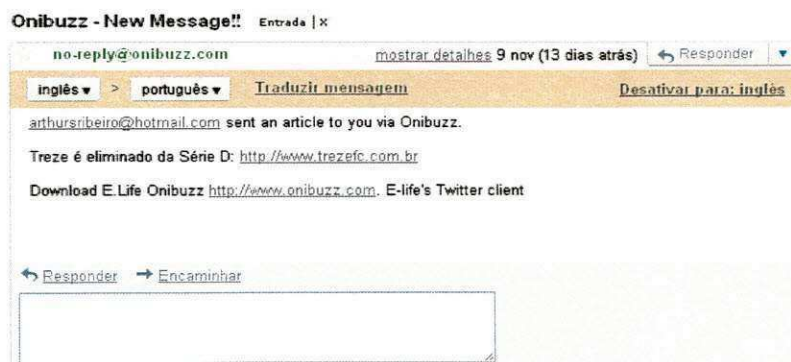 Onibuzz - New Message!! Entrada | x
no-reply@onibuzz.com mostrar detalhes 9 nov (13 dias atrás) Responder
inglês > português Traduzir mensagem Desativar para: inglês
arthursribeiro@hotmail.com sent an article to you via Onibuzz.
Treze é eliminado da Série D: http://www.trezefc.com.br
Download E.Life Onibuzz http://www.onibuzz.com. E-life's Twitter client
Responder Encaminhar